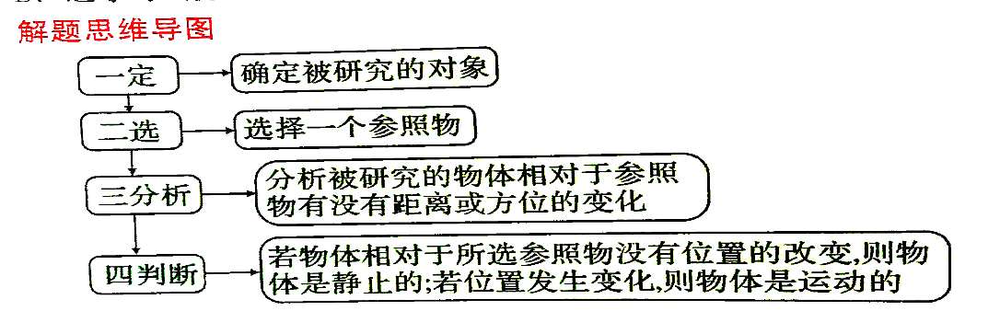 解题思维导图
一定
确定被研究的对象
二选
选择一个参照物
三分析
分析被研究的物体相对于参照
物有没有距离或方位的变化
四判断
若物体相对于所选参照物没有位置的改变,则物
体是静止的;若位置发生变化,则物体是运动的